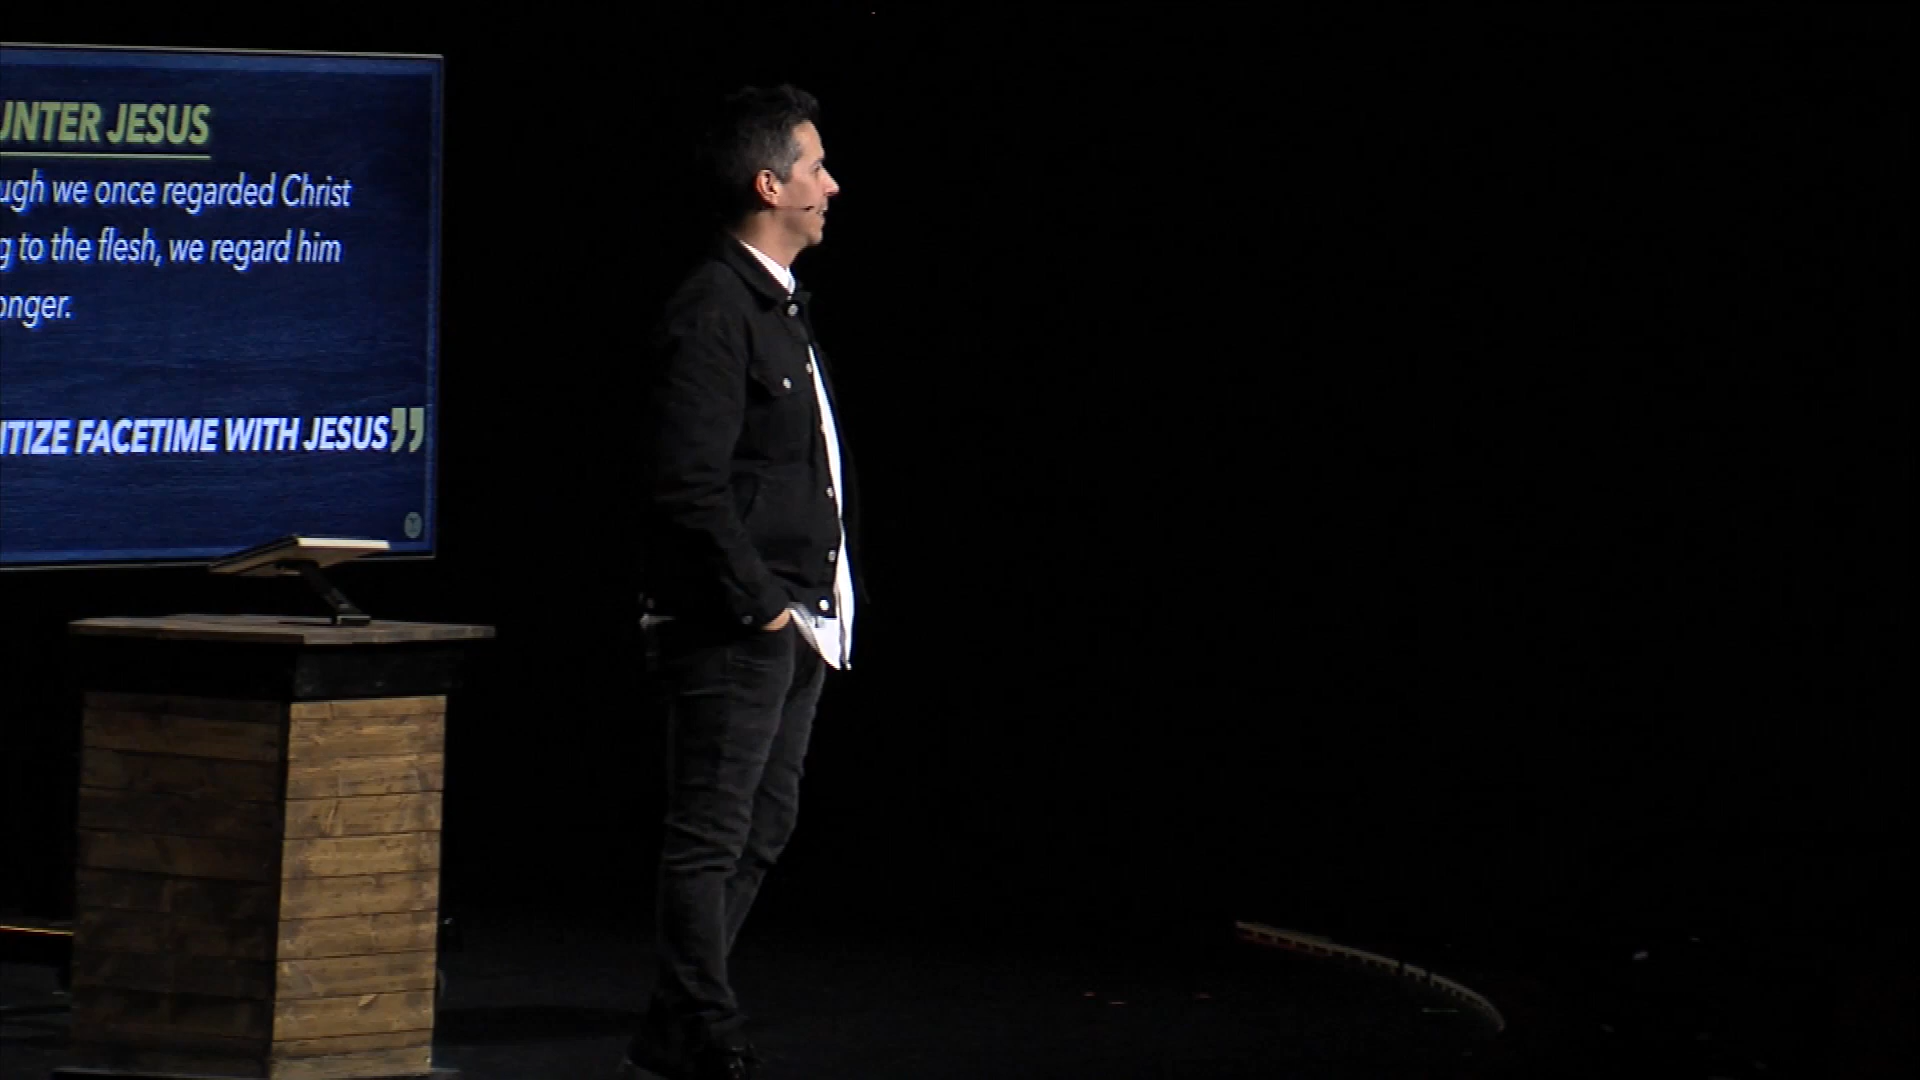 UNTER JESUS
ugh we once regarded Christ
g to the flesh, we regard him
onger.
ITIZE FACETIME WITH JESUS”